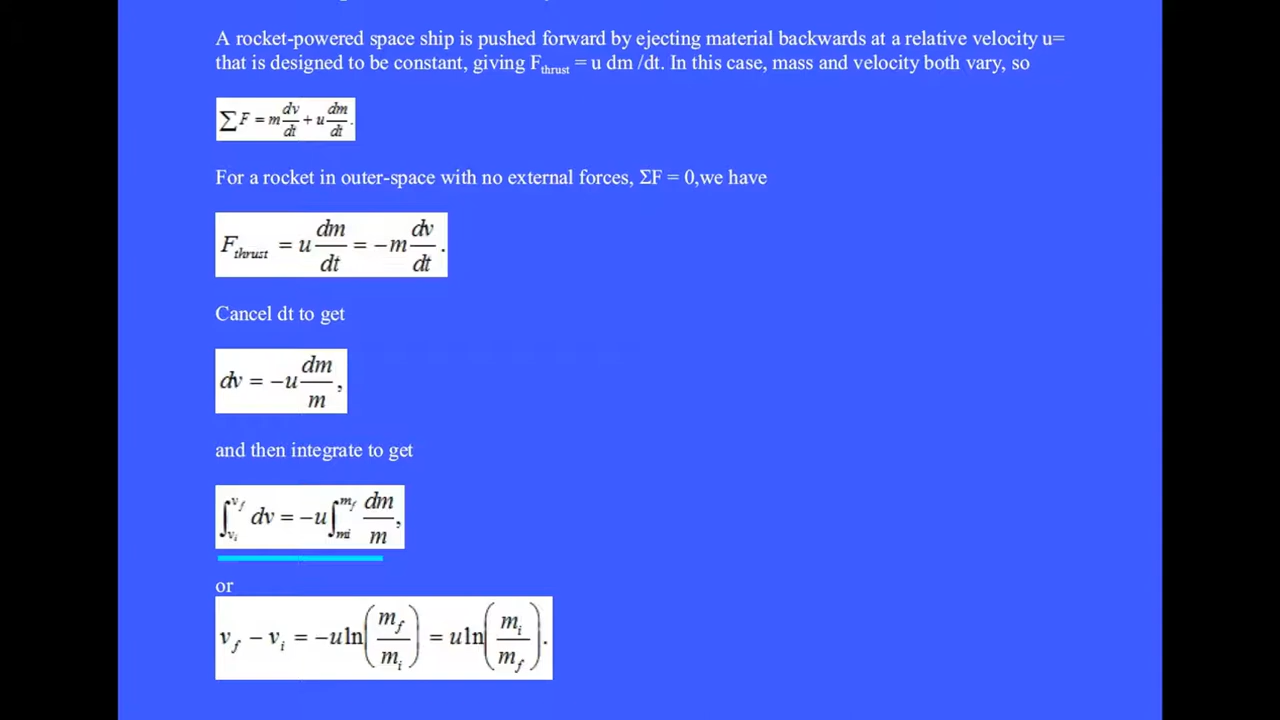 A rocket-powered space ship is pushed forward by ejecting material backwards at a relative velocity u=
that is designed to be constant, giving F_thrust = u dm /dt. In this case, mass and velocity both vary, so
∑F = m dv/dt + u dm/dt.
For a rocket in outer-space with no external forces, ΣF = 0,we have
F_thrust = u dm/dt = −m dv/dt.
Cancel dt to get
dv = −u dm/m,
and then integrate to get
∫_{v_i}^{v_f} dv = −u ∫_{mi}^{m_f} dm/m,
or
v_f − v_i = −u ln(m_f/m_i) = u ln(m_i/m_f).